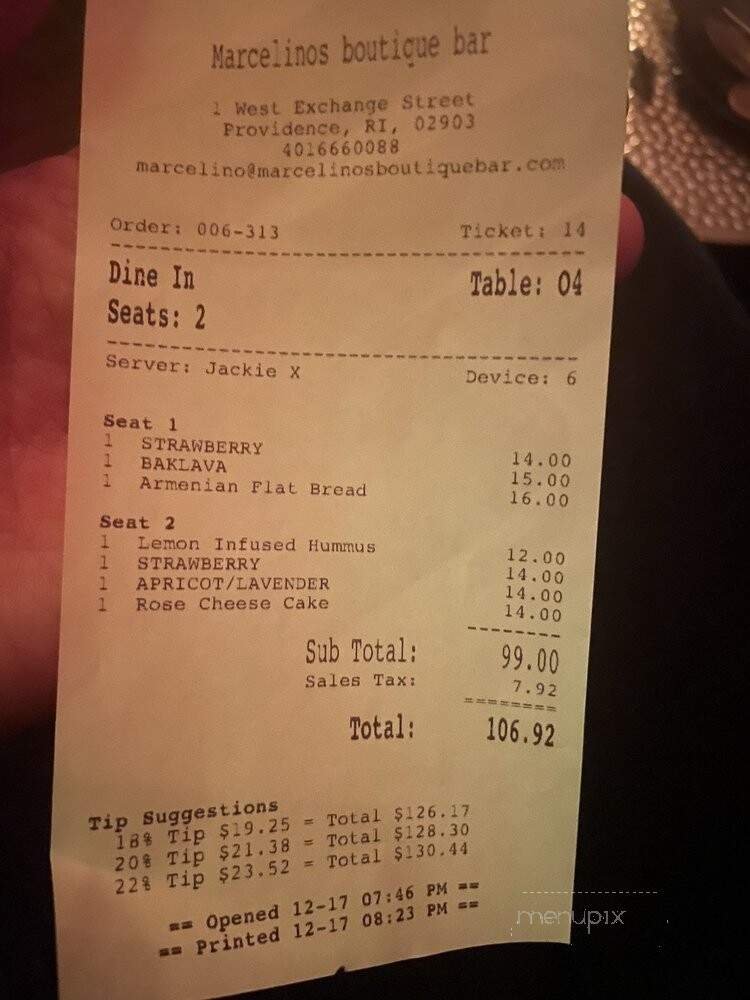 Marcelinos boutique bar
1 West Exchange Street
Providence, RI, 02903
4016660088
marcelino@marcelinosboutiquebar.com
Order: 006-313 Ticket: 14
Dine In Table: 04
Seats: 2
Server: Jackie X Device: 6
Seat 1
1 STRAWBERRY 14.00
1 BAKLAVA 15.00
1 Armenian Flat Bread 16.00
Seat 2
1 Lemon Infused Hummus 12.00
1 STRAWBERRY 14.00
1 APRICOT/LAVENDER 14.00
1 Rose Cheese Cake 14.00
Sub Total: 99.00
Sales Tax: 7.92
Total: 106.92
Tip Suggestions
18% Tip $19.25 = Total $126.17
20% Tip $21.38 = Total $128.30
22% Tip $23.52 = Total $130.44
== Opened 12-17 07:46 PM ==
== Printed 12-17 08:23 PM ==
menupix